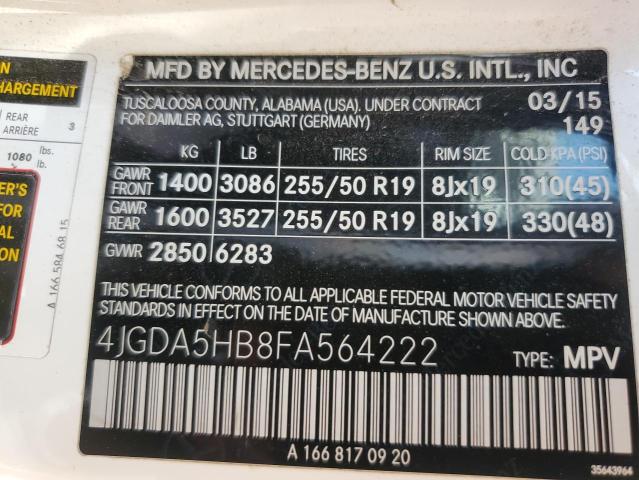 ON
CHARGEMENT
REAR
ARRIÈRE 3
1080 lbs.
lb.
ER'S
FOR
AL
ION
A 166 584 68 15
MFD BY MERCEDES-BENZ U.S. INTL., INC
TUSCALOOSA COUNTY, ALABAMA (USA). UNDER CONTRACT 03/15
FOR DAIMLER AG, STUTTGART (GERMANY) 149
KG LB TIRES RIM SIZE COLD KPA (PSI)
GAWR FRONT 1400 3086 255/50 R19 8Jx19 310(45)
GAWR REAR 1600 3527 255/50 R19 8Jx19 330(48)
GVWR 2850 6283
THIS VEHICLE CONFORMS TO ALL APPLICABLE FEDERAL MOTOR VEHICLE SAFETY
STANDARDS IN EFFECT ON THE DATE OF MANUFACTURE SHOWN ABOVE.
4JGDA5HB8FA564222 TYPE: MPV
A 166 817 09 20
35643964